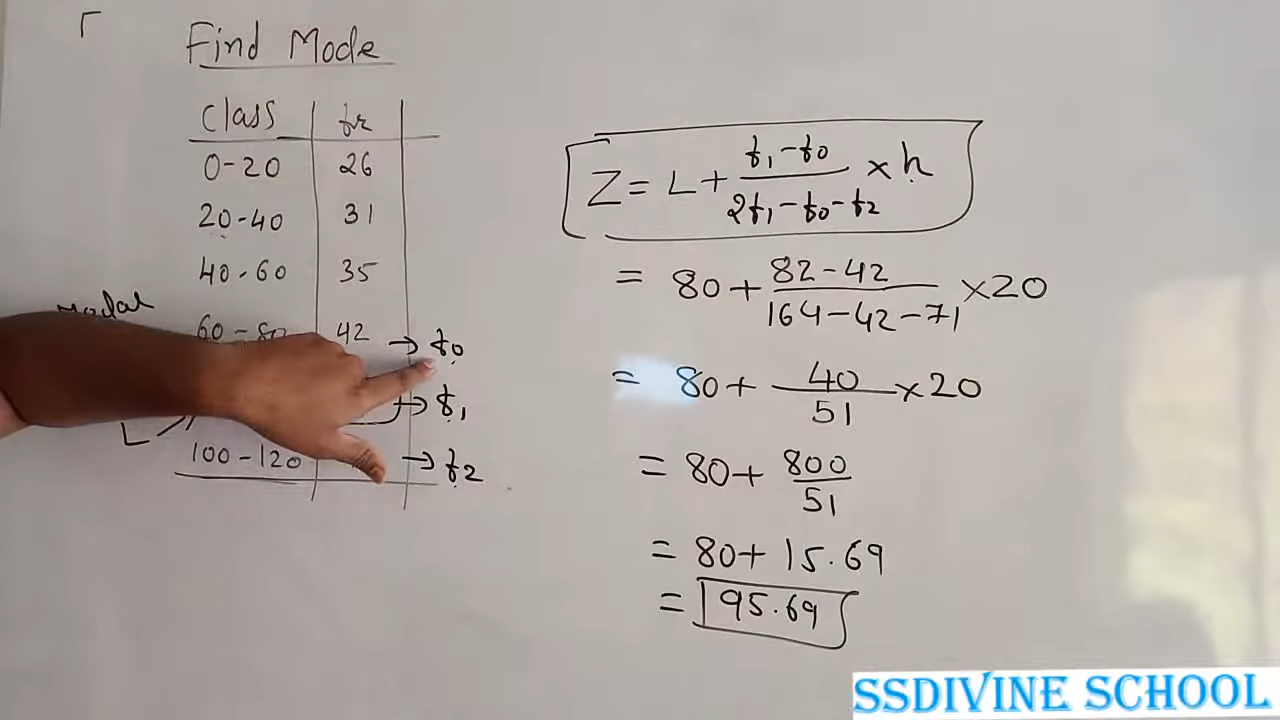 Find Mode
Class fr
0-20 26
20-40 31
40-60 35
Modal
60-80 42 → f0
→ f1
L
100-120 → f2
Z = L + (f1 - f0) / (2f1 - f0 - f2) × h
= 80 + (82 - 42) / (164 - 42 - 71) × 20
= 80 + 40 / 51 × 20
= 80 + 800 / 51
= 80 + 15.69
= 95.69
SSDIVINE SCHOOL